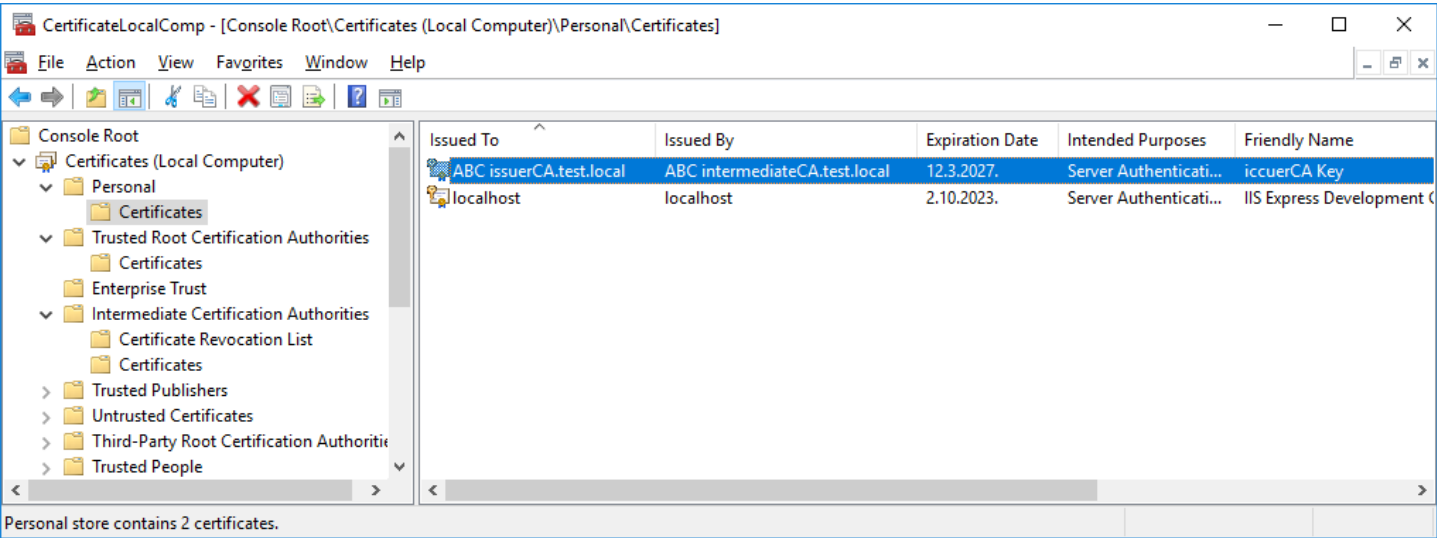 CertificateLocalComp - [Console Root\Certificates (Local Computer)\Personal\Certificates]
File Action View Favorites Window Help
Console Root
Certificates (Local Computer)
Personal
Certificates
Trusted Root Certification Authorities
Certificates
Enterprise Trust
Intermediate Certification Authorities
Certificate Revocation List
Certificates
Trusted Publishers
Untrusted Certificates
Third-Party Root Certification Authoritie
Trusted People
Issued To Issued By Expiration Date Intended Purposes Friendly Name
ABC issuerCA.test.local ABC intermediateCA.test.local 12.3.2027. Server Authenticati... iccuerCA Key
localhost localhost 2.10.2023. Server Authenticati... IIS Express Development C
Personal store contains 2 certificates.